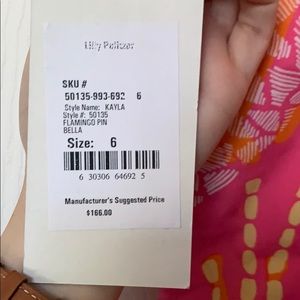 Lilly Pulitzer
SKU #
50135-993-692 6
Style Name: KAYLA
Style #: 50135
FLAMINGO PIN
BELLA
Size: 6
6 30306 64692 5
Manufacturer's Suggested Price
$166.00